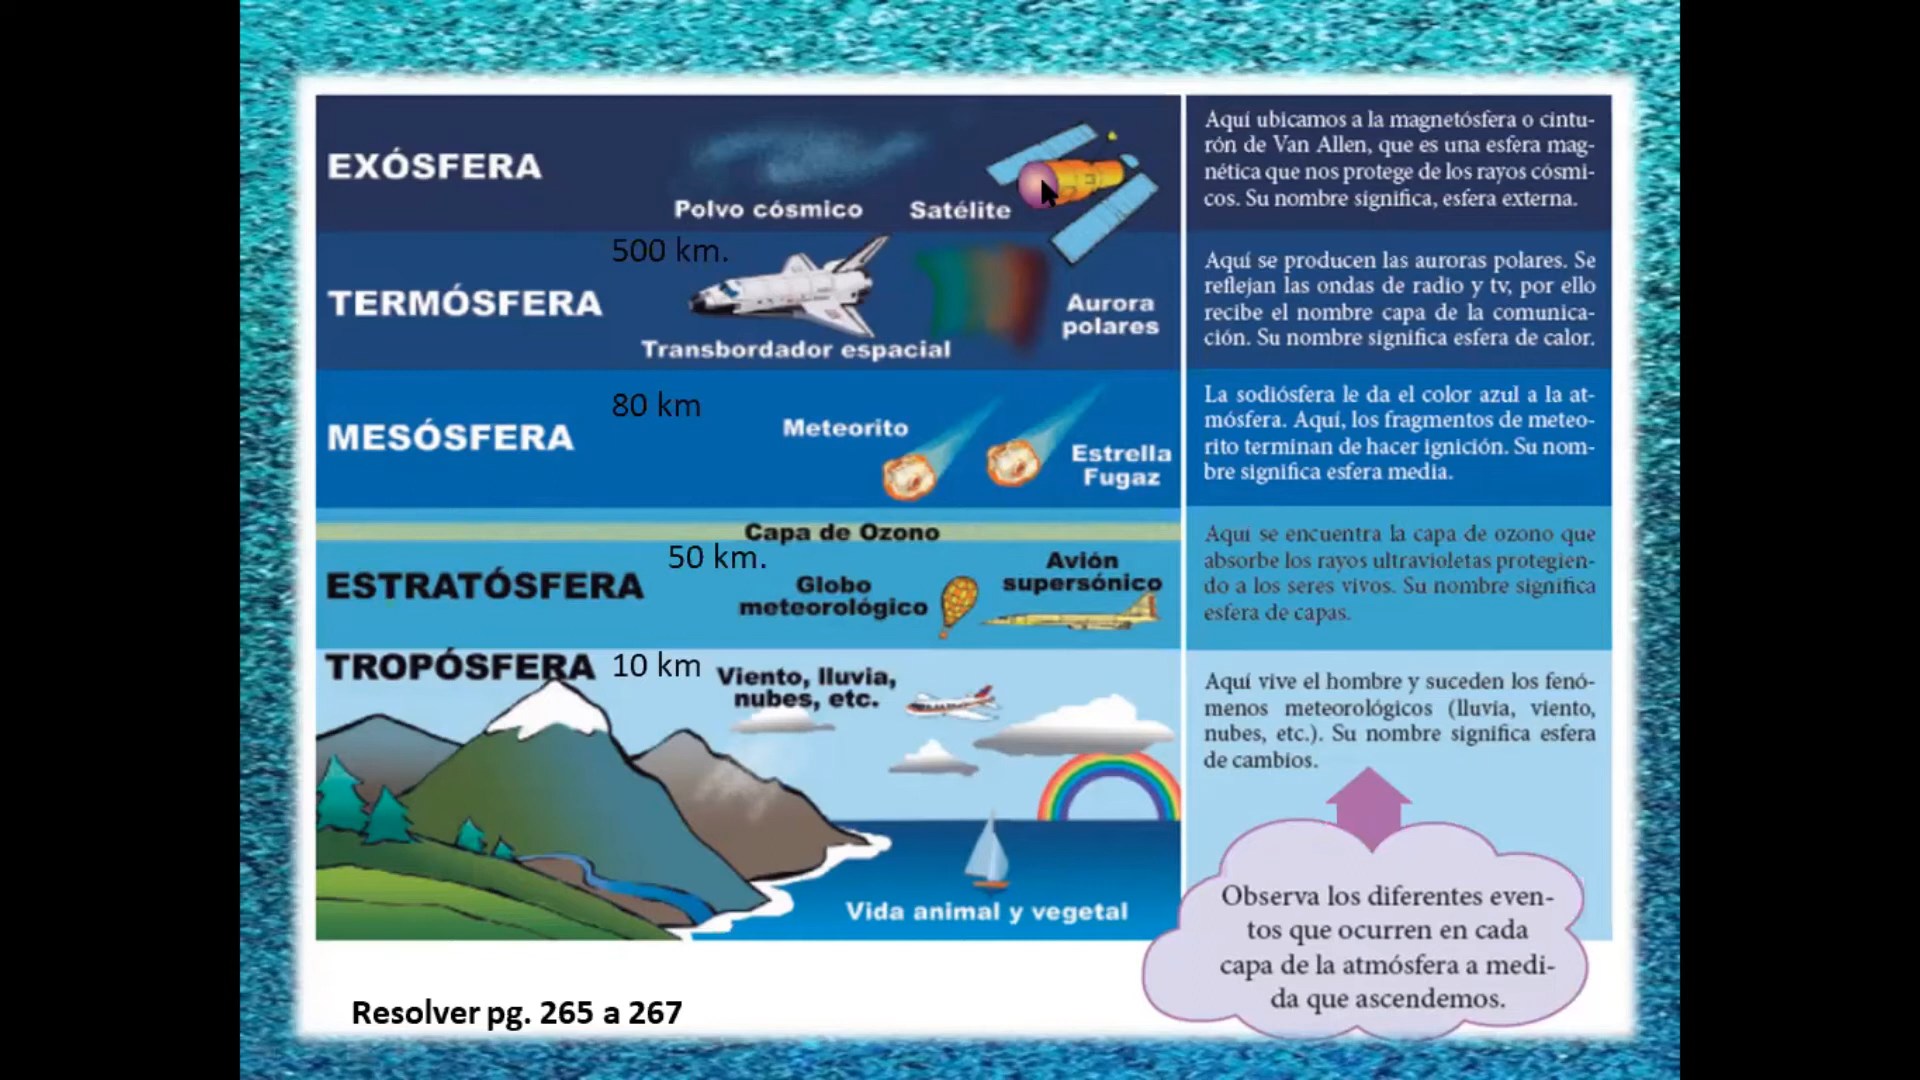 EXÓSFERA
Polvo cósmico
Satélite
Aquí ubicamos a la magnetósfera o cintu-
rón de Van Allen, que es una esfera mag-
nética que nos protege de los rayos cósmi-
cos. Su nombre significa, esfera externa.
500 km.
TERMÓSFERA
Transbordador espacial
Aurora
polares
Aquí se producen las auroras polares. Se
reflejan las ondas de radio y tv, por ello
recibe el nombre capa de la comunica-
ción. Su nombre significa esfera de calor.
80 km
MESÓSFERA
Meteorito
Estrella
Fugaz
La sodiósfera le da el color azul a la at-
mósfera. Aquí, los fragmentos de meteo-
rito terminan de hacer ignición. Su nom-
bre significa esfera media.
Capa de Ozono
50 km.
ESTRATÓSFERA
Globo
meteorológico
Avión
supersónico
Aquí se encuentra la capa de ozono que
absorbe los rayos ultravioletas protegien-
do a los seres vivos. Su nombre significa
esfera de capas.
TROPÓSFERA
10 km
Viento, lluvia,
nubes, etc.
Vida animal y vegetal
Aquí vive el hombre y suceden los fenó-
menos meteorológicos (lluvia, viento,
nubes, etc.). Su nombre significa esfera
de cambios.
Observa los diferentes even-
tos que ocurren en cada
capa de la atmósfera a medi-
da que ascendemos.
Resolver pg. 265 a 267